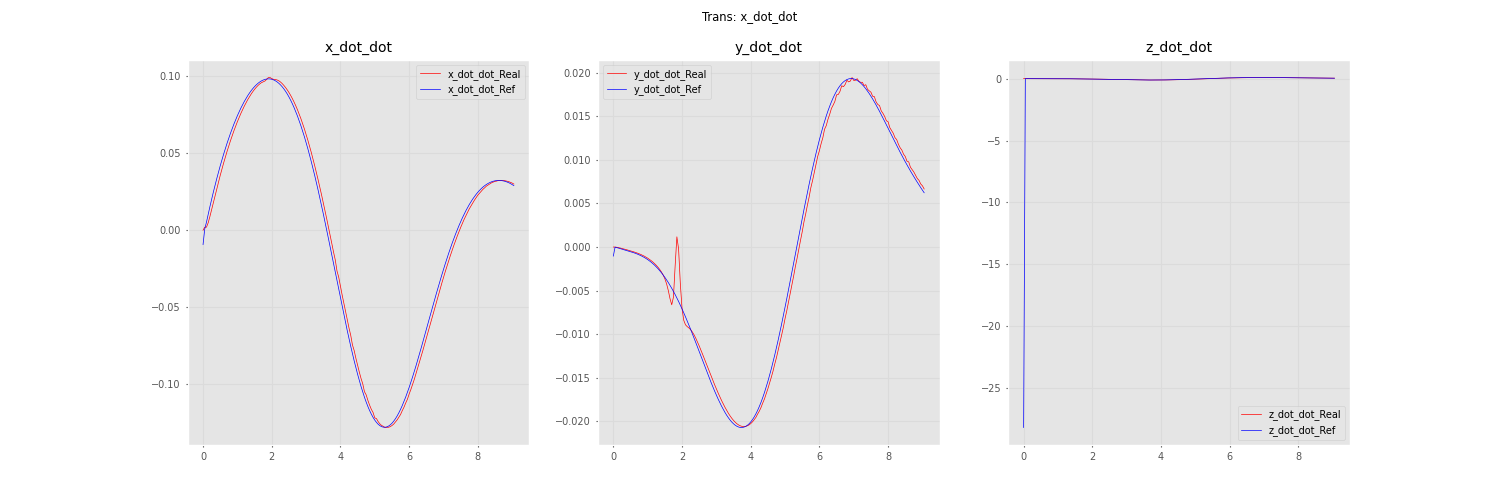 Trans: x_dot_dot
x_dot_dot
y_dot_dot
z_dot_dot
x_dot_dot_Real
x_dot_dot_Ref
y_dot_dot_Real
y_dot_dot_Ref
z_dot_dot_Real
z_dot_dot_Ref
0.10
0.05
0.00
−0.05
−0.10
0 2 4 6 8
0.020
0.015
0.010
0.005
0.000
−0.005
−0.010
−0.015
−0.020
0 2 4 6 8
0
−5
−10
−15
−20
−25
0 2 4 6 8